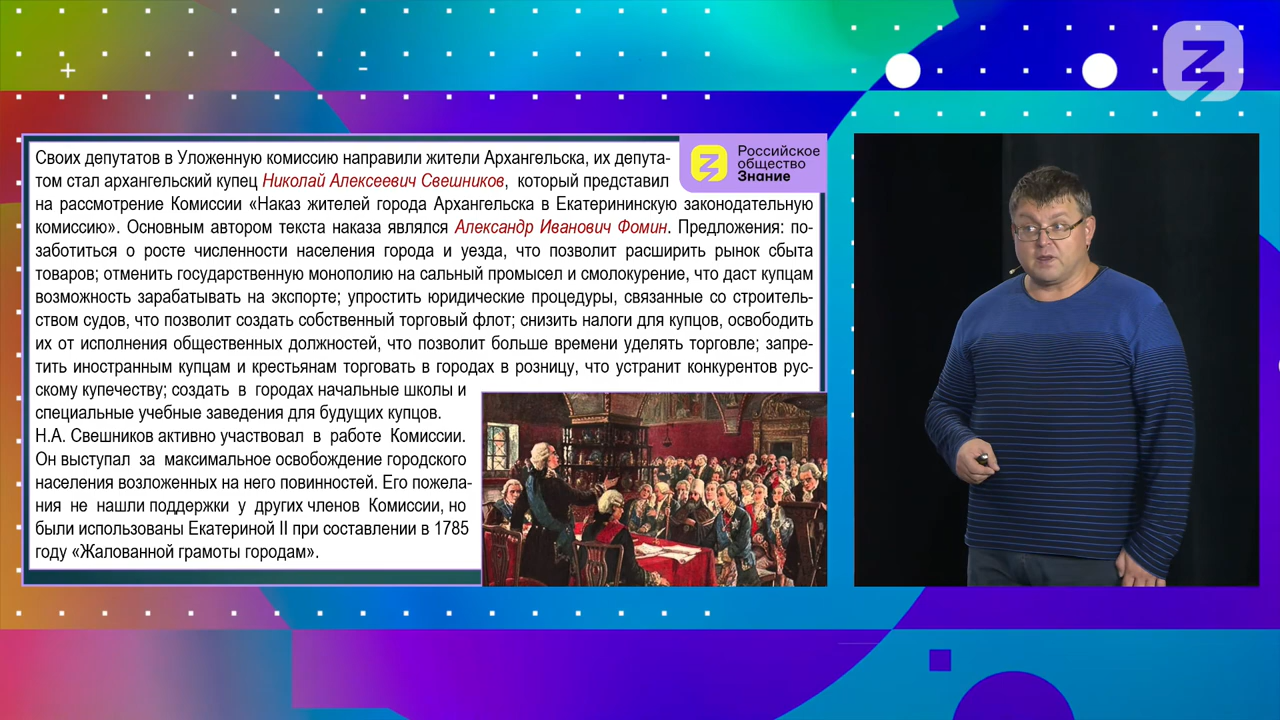 Своих депутатов в Уложенную комиссию направили жители Архангельска, их депута-
том стал архангельский купец Николай Алексеевич Свешников, который представил
на рассмотрение Комиссии «Наказ жителей города Архангельска в Екатерининскую законодательную
комиссию». Основным автором текста наказа являлся Александр Иванович Фомин. Предложения: по-
заботиться о росте численности населения города и уезда, что позволит расширить рынок сбыта
товаров; отменить государственную монополию на сальный промысел и смолокурение, что даст купцам
возможность зарабатывать на экспорте; упростить юридические процедуры, связанные со строитель-
ством судов, что позволит создать собственный торговый флот; снизить налоги для купцов, освободить
их от исполнения общественных должностей, что позволит больше времени уделять торговле; запре-
тить иностранным купцам и крестьянам торговать в городах в розницу, что устранит конкурентов рус-
скому купечеству; создать в городах начальные школы и
специальные учебные заведения для будущих купцов.
Н.А. Свешников активно участвовал в работе Комиссии.
Он выступал за максимальное освобождение городского
населения возложенных на него повинностей. Его пожела-
ния не нашли поддержки у других членов Комиссии, но
были использованы Екатериной II при составлении в 1785
году «Жалованной грамоты городам».
Российское
общество
Знание